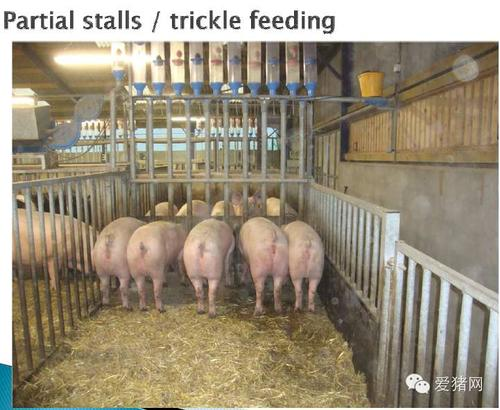 Partial stalls / trickle feeding
爱猪网